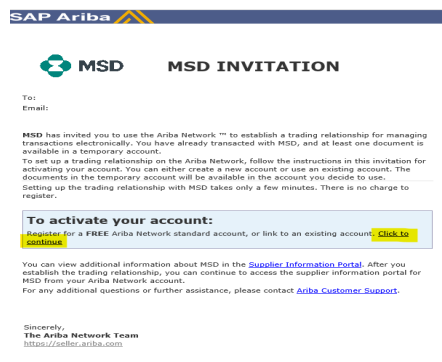 SAP Ariba
MSD MSD INVITATION
To:
Email:
MSD has invited you to use the Ariba Network ™ to establish a trading relationship for managing
transactions electronically. You have already transacted with MSD, and at least one document is
available in a temporary account.
To set up a trading relationship on the Ariba Network, follow the instructions in this invitation for
activating your account. You can either create a new account or use an existing account. The
documents in the temporary account will be available in the account you decide to use.
Setting up the trading relationship with MSD takes only a few minutes. There is no charge to
register.
To activate your account:
Register for a FREE Ariba Network standard account, or link to an existing account. Click to
continue
You can view additional information about MSD in the Supplier Information Portal. After you
establish the trading relationship, you can continue to access the supplier information portal for
MSD from your Ariba Network account.
For any additional questions or further assistance, please contact Ariba Customer Support.
Sincerely,
The Ariba Network Team
https://seller.ariba.com